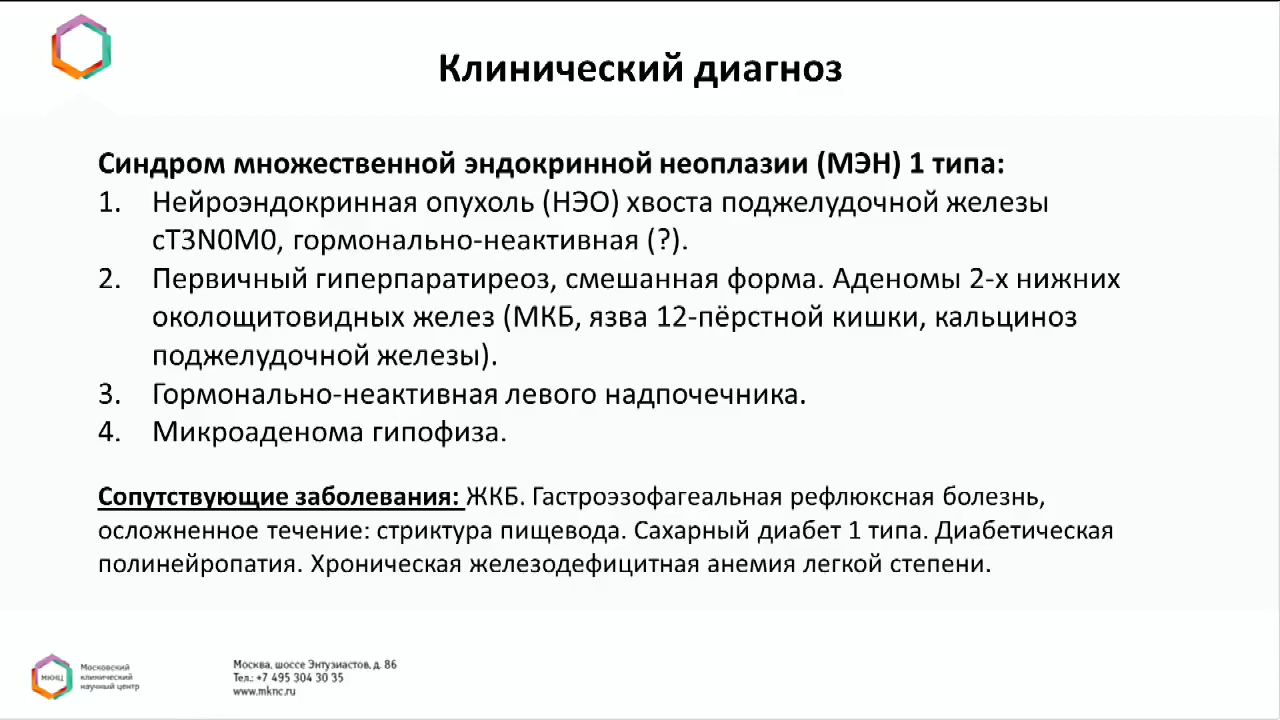 Клинический диагноз
Синдром множественной эндокринной неоплазии (МЭН) 1 типа:
1. Нейроэндокринная опухоль (НЭО) хвоста поджелудочной железы
сТ3N0M0, гормонально-неактивная (?).
2. Первичный гиперпаратиреоз, смешанная форма. Аденомы 2-х нижних
околощитовидных желез (МКБ, язва 12-пёрстной кишки, кальциноз
поджелудочной железы).
3. Гормонально-неактивная левого надпочечника.
4. Микроаденома гипофиза.
Сопутствующие заболевания: ЖКБ. Гастроэзофагеальная рефлюксная болезнь,
осложненное течение: стриктура пищевода. Сахарный диабет 1 типа. Диабетическая
полинейропатия. Хроническая железодефицитная анемия легкой степени.
МКНЦ
Московский
клинический
научный центр
Москва, шоссе Энтузиастов, д. 86
Тел.: +7 495 304 30 35
www.mknc.ru